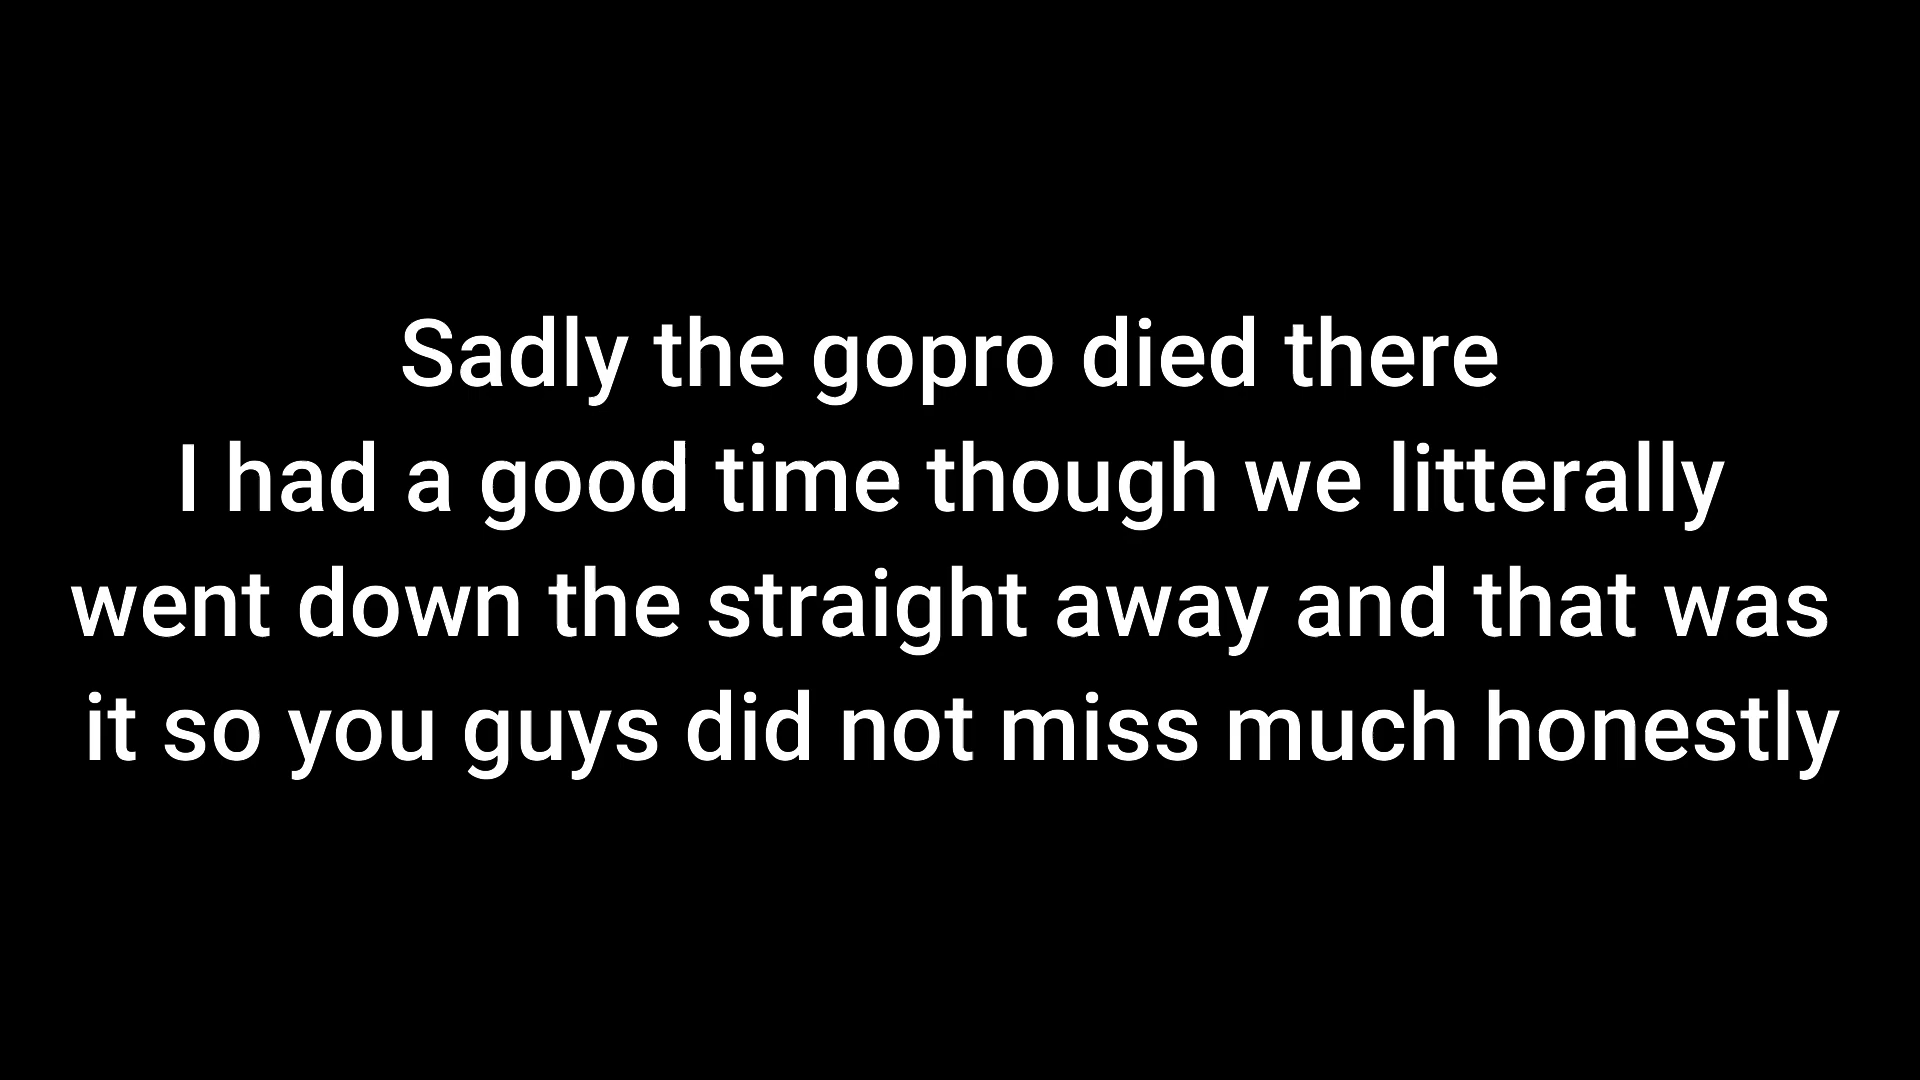 Sadly the gopro died there
I had a good time though we litterally
went down the straight away and that was
it so you guys did not miss much honestly